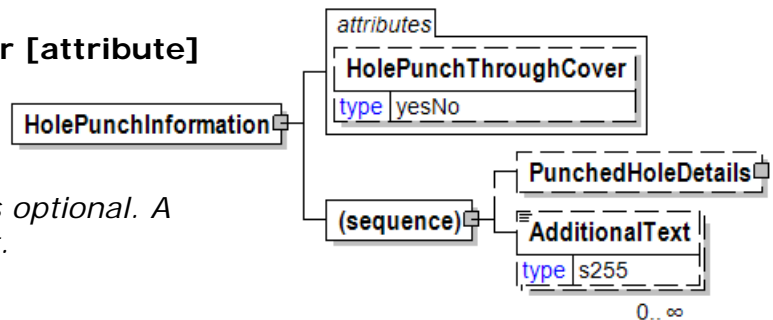 r [attribute]
s optional. A
.
attributes
HolePunchThroughCover
type yesNo
HolePunchInformation
(sequence)
PunchedHoleDetails
AdditionalText
type s255
0.. ∞